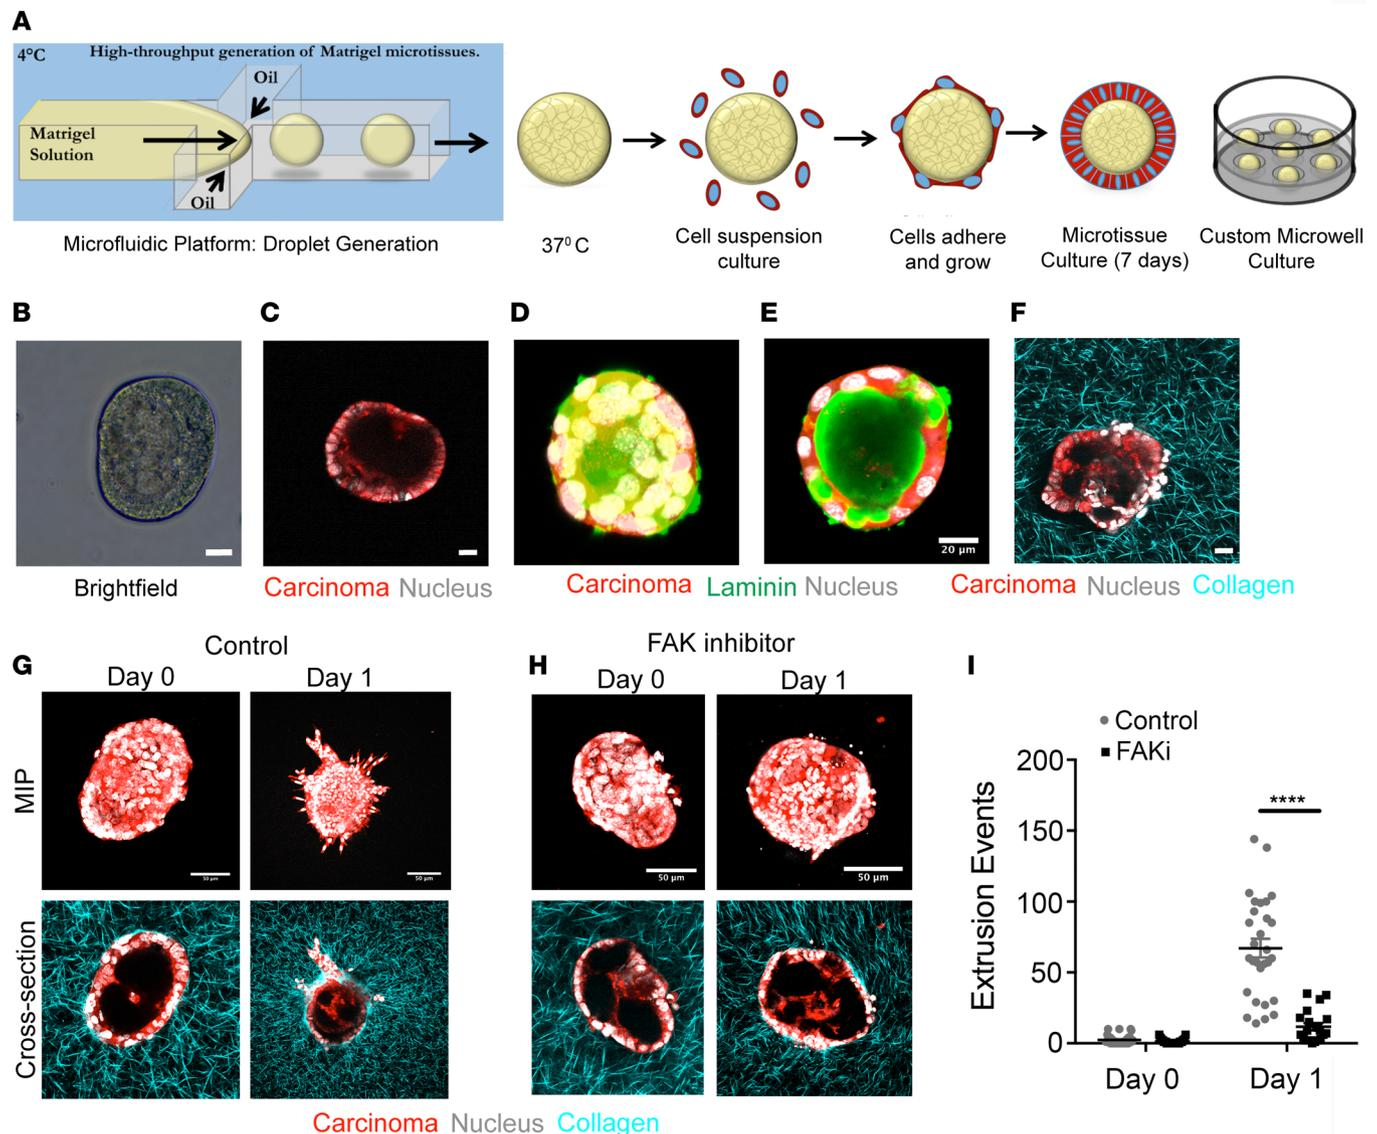 A
4°C
High-throughput generation of Matrigel microtissues.
Oil
Matrigel
Solution
Oil
Microfluidic Platform: Droplet Generation
37⁰ C
Cell suspension
culture
Cells adhere
and grow
Microtissue
Culture (7 days)
Custom Microwell
Culture
B
C
D
E
F
20 µm
Brightfield
Carcinoma Nucleus
Carcinoma Laminin Nucleus
Carcinoma Nucleus Collagen
Control
FAK inhibitor
G
Day 0
Day 1
H
Day 0
Day 1
I
MIP
50 µm
50 µm
50 µm
50 µm
Cross-section
Carcinoma Nucleus Collagen
Control
FAKi
Extrusion Events
200
150
100
50
0
****
Day 0
Day 1